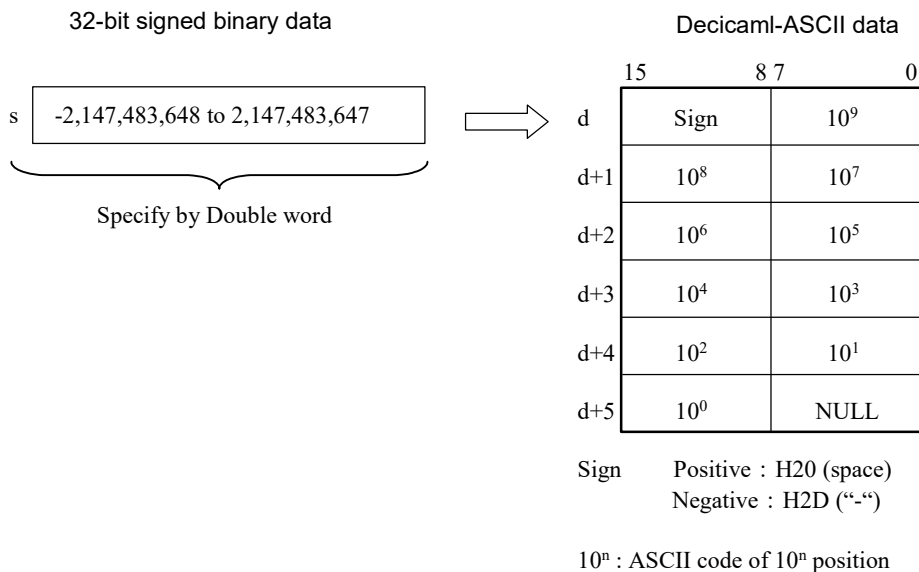 32-bit signed binary data
Decicaml-ASCII data
15 8 7 0
s -2,147,483,648 to 2,147,483,647
Specify by Double word
d Sign 10⁹
d+1 10⁸ 10⁷
d+2 10⁶ 10⁵
d+3 10⁴ 10³
d+4 10² 10¹
d+5 10⁰ NULL
Sign Positive : H20 (space)
Negative : H2D (“-“)
10ⁿ : ASCII code of 10ⁿ position